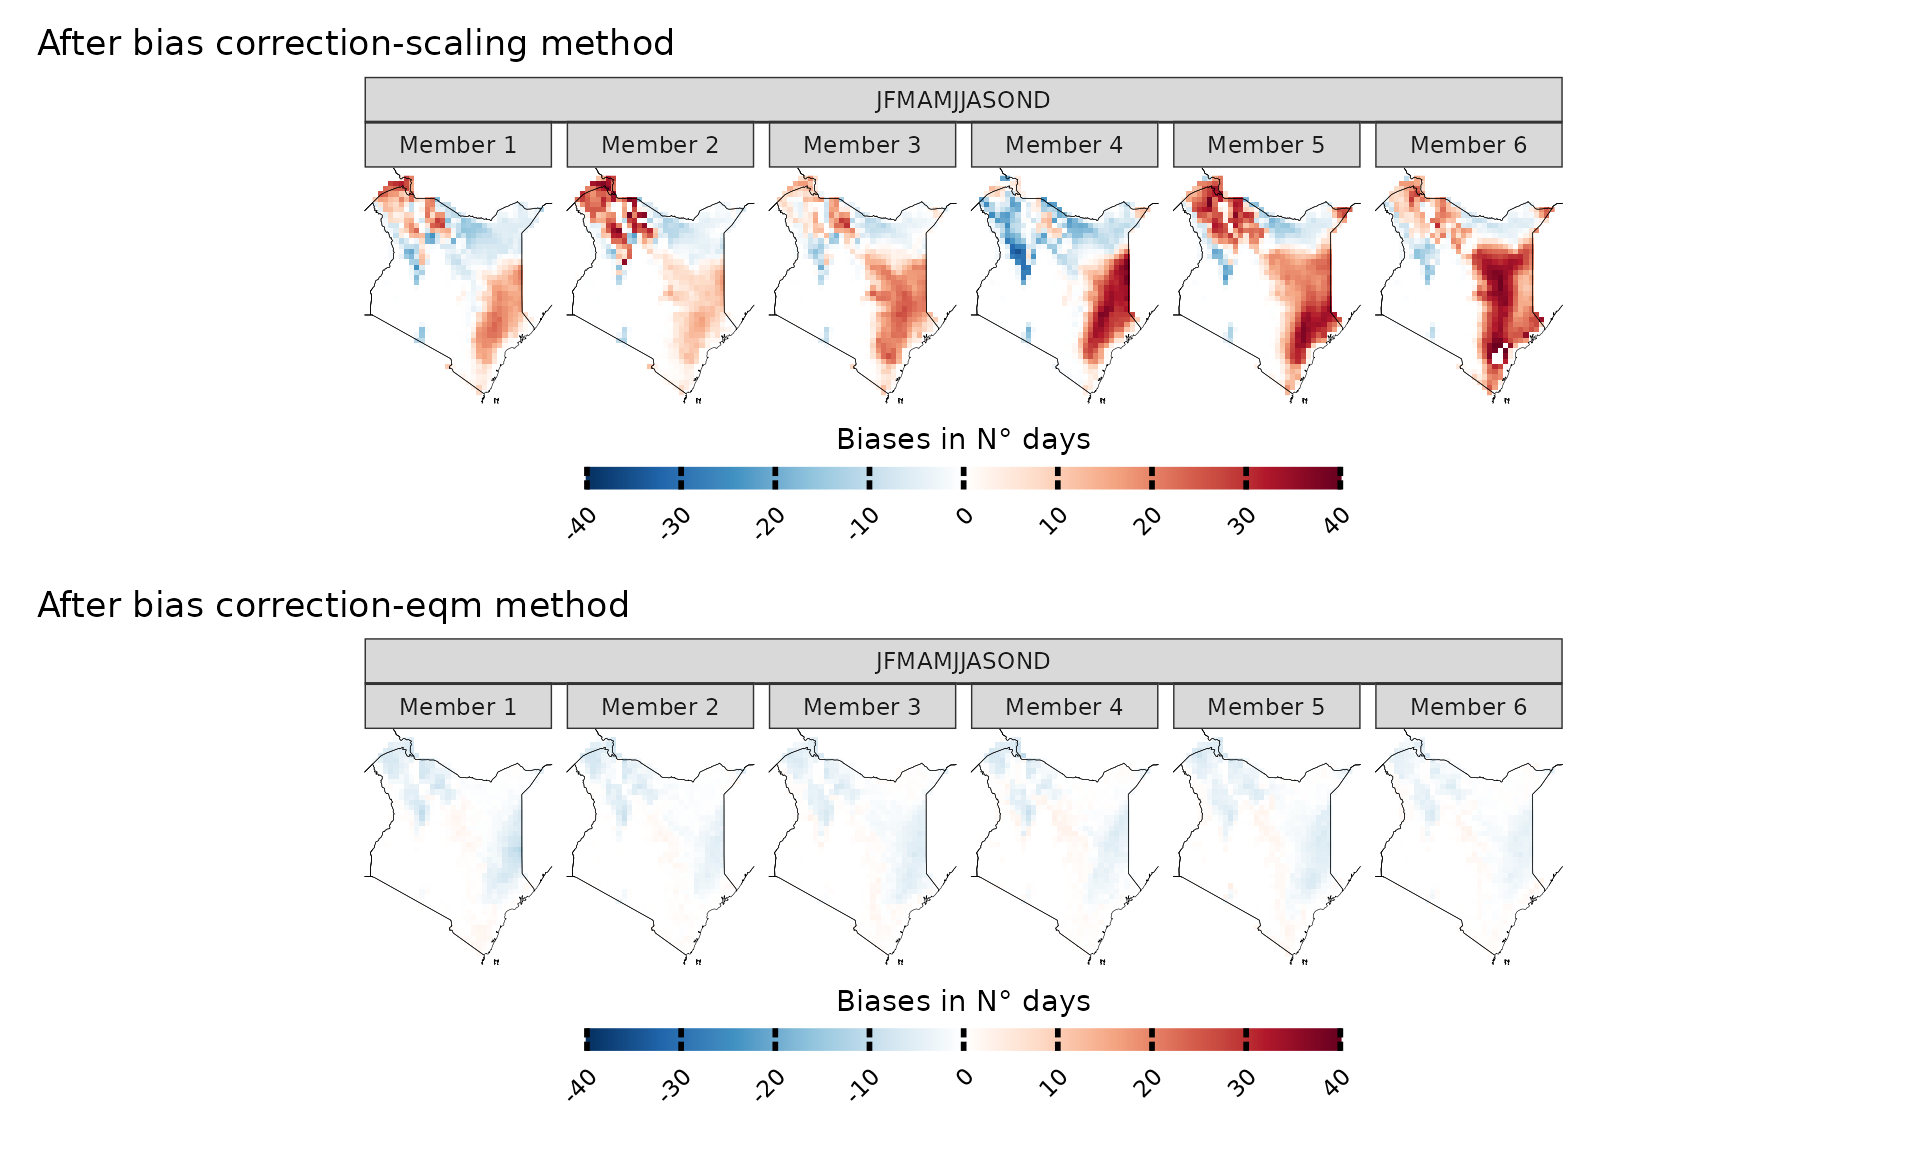 After bias correction-scaling method
JFMAMJJASOND
Member 1 Member 2 Member 3 Member 4 Member 5 Member 6
Biases in N° days
-40 -30 -20 -10 0 10 20 30 40
After bias correction-eqm method
JFMAMJJASOND
Member 1 Member 2 Member 3 Member 4 Member 5 Member 6
Biases in N° days
-40 -30 -20 -10 0 10 20 30 40